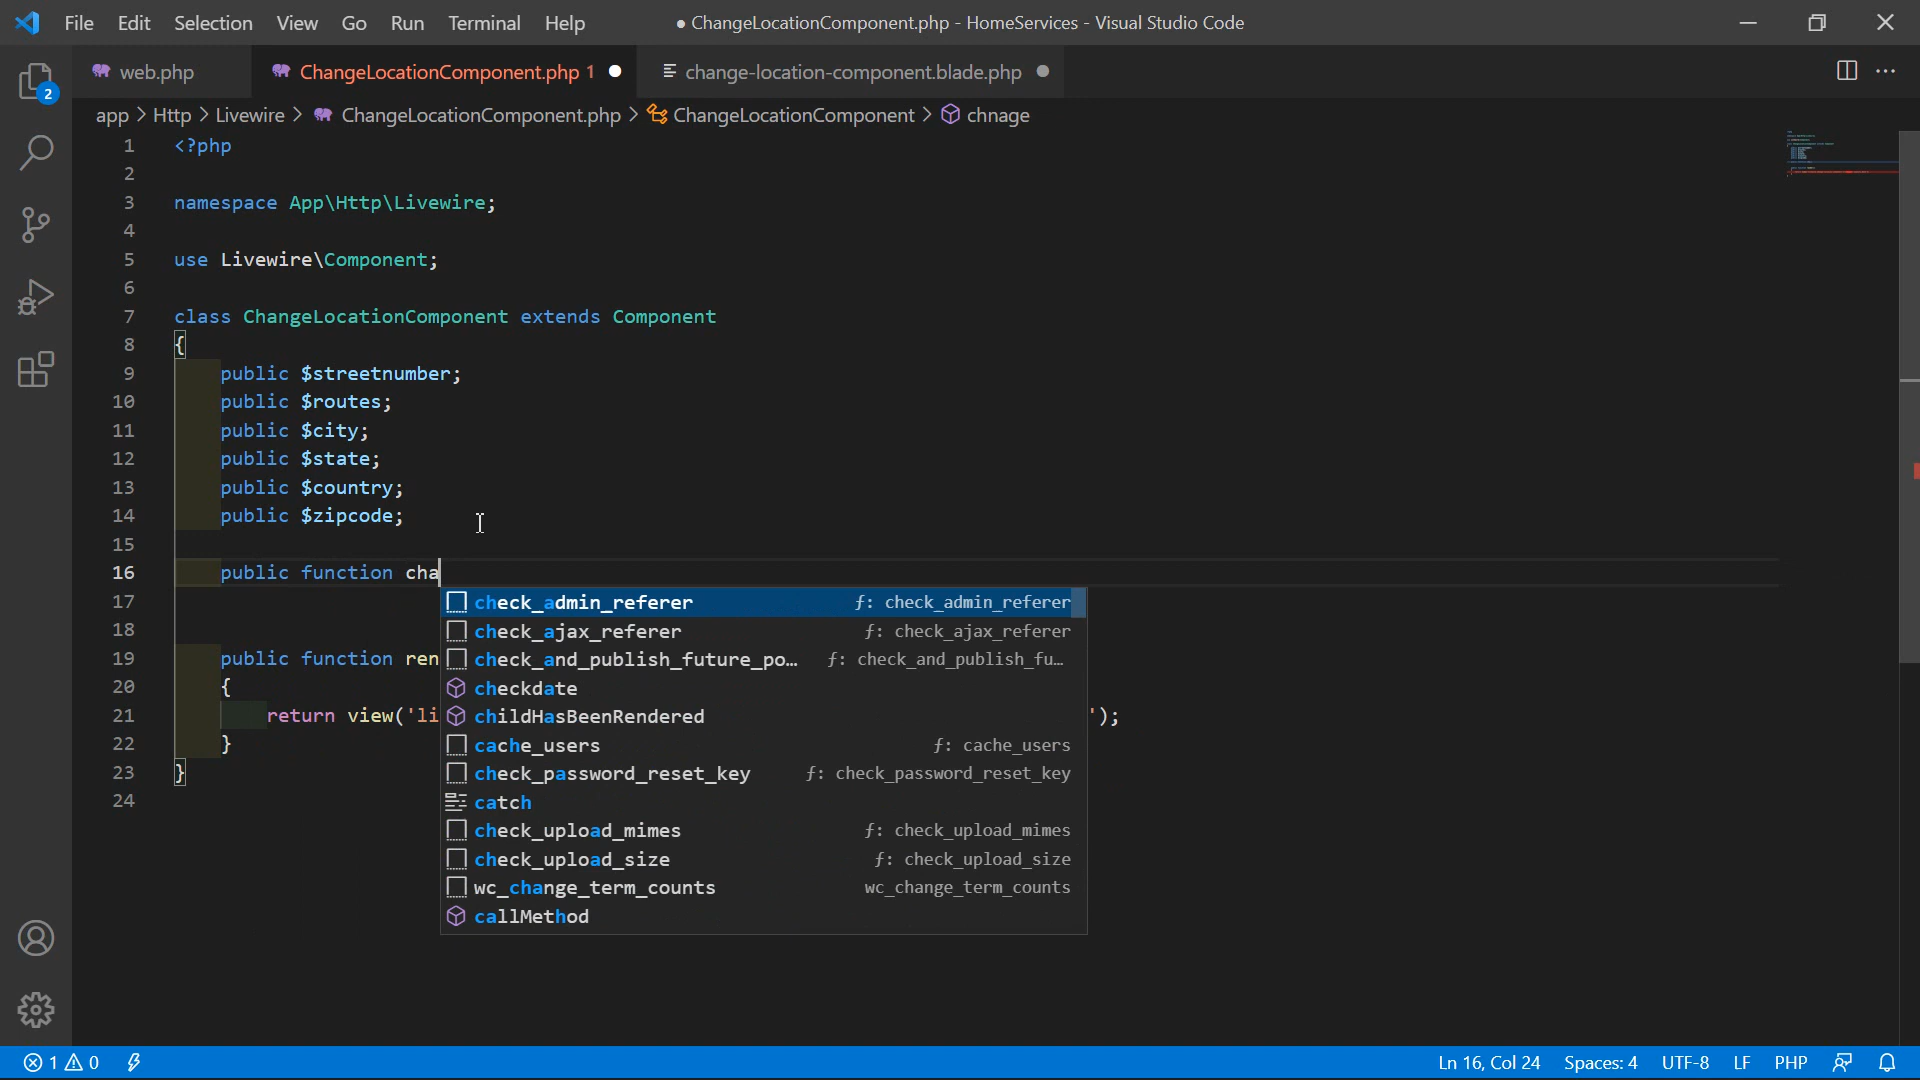 File Edit Selection View Go Run Terminal Help
● ChangeLocationComponent.php - HomeServices - Visual Studio Code
web.php
ChangeLocationComponent.php 1 ●
change-location-component.blade.php ●
app > Http > Livewire > ChangeLocationComponent.php > ChangeLocationComponent > chnage
2
1 <?php
2
3 namespace App\Http\Livewire;
4
5 use Livewire\Component;
6
7 class ChangeLocationComponent extends Component
8 {
9 public $streetnumber;
10 public $routes;
11 public $city;
12 public $state;
13 public $country;
14 public $zipcode;
15
16 public function cha
17
18
19 public function ren
20 {
21 return view('li
');
22 }
23 }
24
check_admin_referer ƒ: check_admin_referer
check_ajax_referer ƒ: check_ajax_referer
check_and_publish_future_po... ƒ: check_and_publish_fu...
checkdate
childHasBeenRendered
cache_users ƒ: cache_users
check_password_reset_key ƒ: check_password_reset_key
catch
check_upload_mimes ƒ: check_upload_mimes
check_upload_size ƒ: check_upload_size
wc_change_term_counts wc_change_term_counts
callMethod
1 0
Ln 16, Col 24 Spaces: 4 UTF-8 LF PHP